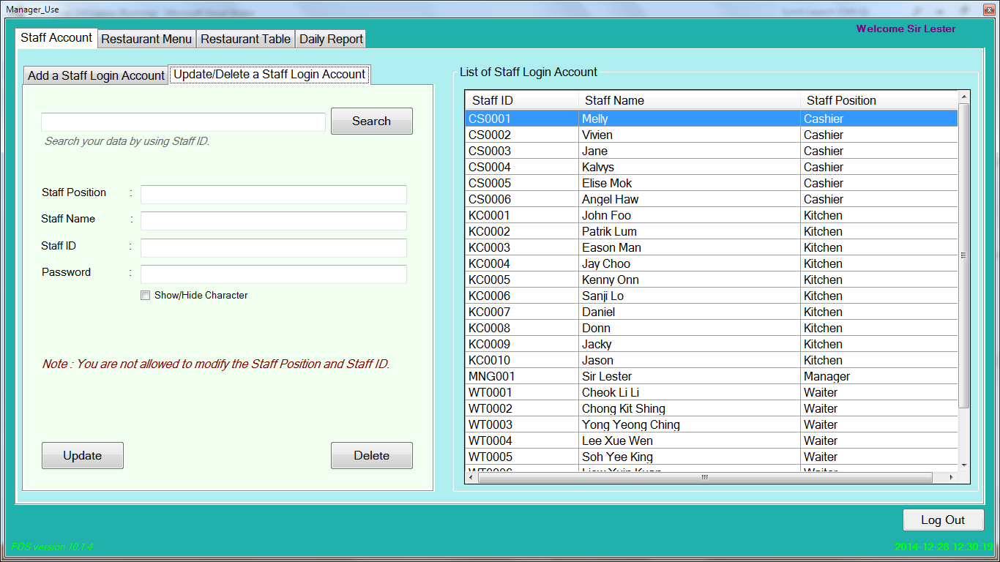 Manager_Use
Welcome Sir Lester
Staff Account Restaurant Menu Restaurant Table Daily Report
Add a Staff Login Account Update/Delete a Staff Login Account
Search
Search your data by using Staff ID.
Staff Position :
Staff Name :
Staff ID :
Password :
Show/Hide Character
Note : You are not allowed to modify the Staff Position and Staff ID.
Update Delete
List of Staff Login Account
Staff ID Staff Name Staff Position
CS0001 Melly Cashier
CS0002 Vivien Cashier
CS0003 Jane Cashier
CS0004 Kalvys Cashier
CS0005 Elise Mok Cashier
CS0006 Angel Haw Cashier
KC0001 John Foo Kitchen
KC0002 Patrik Lum Kitchen
KC0003 Eason Man Kitchen
KC0004 Jay Choo Kitchen
KC0005 Kenny Onn Kitchen
KC0006 Sanji Lo Kitchen
KC0007 Daniel Kitchen
KC0008 Donn Kitchen
KC0009 Jacky Kitchen
KC0010 Jason Kitchen
MNG001 Sir Lester Manager
WT0001 Cheok Li Li Waiter
WT0002 Chong Kit Shing Waiter
WT0003 Yong Yeong Ching Waiter
WT0004 Lee Xue Wen Waiter
WT0005 Soh Yee King Waiter
WT0006 Waiter
Log Out
FOS version 10.1.4
2014-12-28 12:30:19